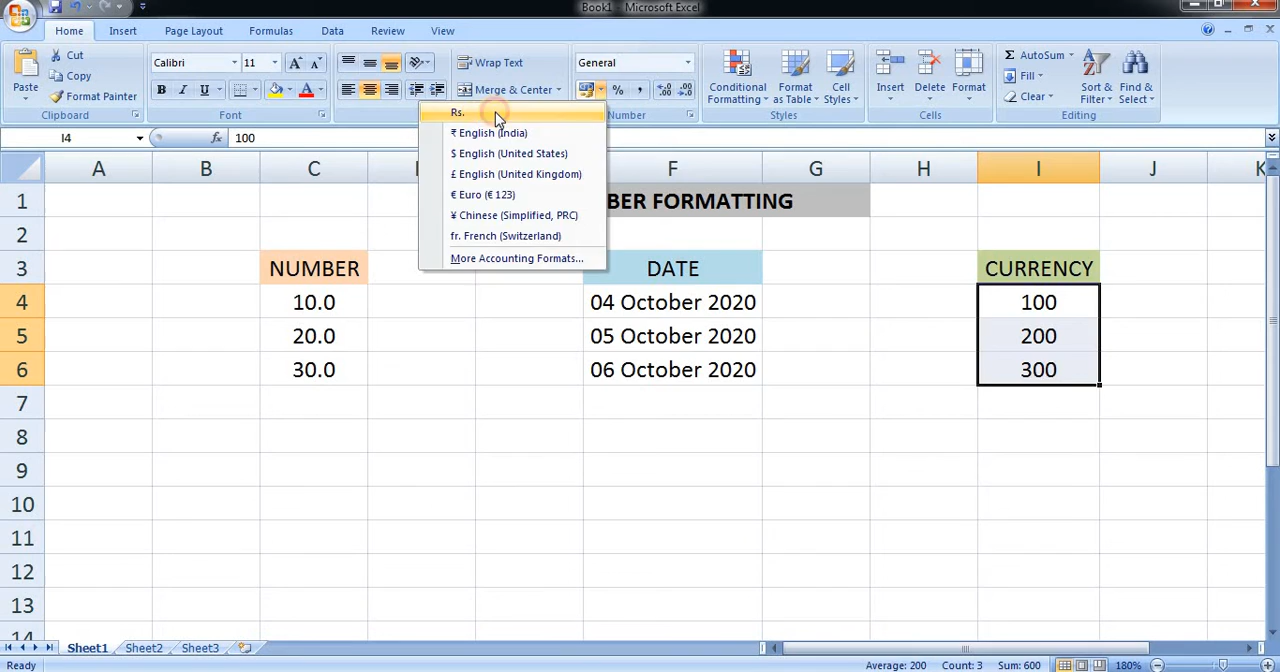 Book1 - Microsoft Excel
Home Insert Page Layout Formulas Data Review View
Cut
Copy
Format Painter
Paste
Clipboard
Calibri 11
B I U
Font
Wrap Text
Merge & Center
General
% ,
Number
Conditional Formatting
Format as Table
Cell Styles
Styles
Insert
Delete
Format
Cells
AutoSum
Fill
Clear
Sort & Filter
Find & Select
Editing
Rs.
₹ English (India)
$ English (United States)
£ English (United Kingdom)
€ Euro (€ 123)
¥ Chinese (Simplified, PRC)
fr. French (Switzerland)
More Accounting Formats...
I4 fx 100
A B C F G H I J K
1 BER FORMATTING
2
3 NUMBER DATE CURRENCY
4 10.0 04 October 2020 100
5 20.0 05 October 2020 200
6 30.0 06 October 2020 300
7
8
9
10
11
12
13
14
Sheet1 Sheet2 Sheet3
Ready Average: 200 Count: 3 Sum: 600 180%